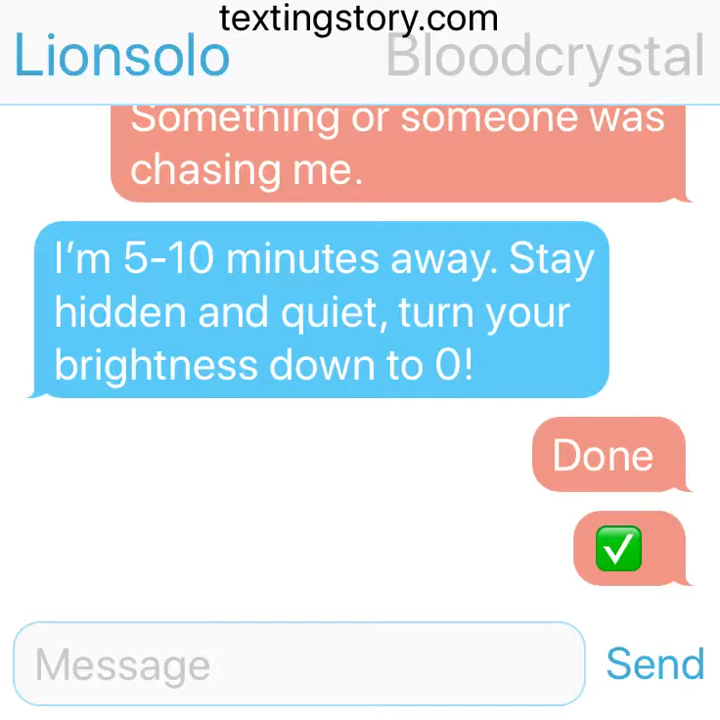 textingstory.com
Lionsolo Bloodcrystal
Something or someone was
chasing me.
I’m 5-10 minutes away. Stay
hidden and quiet, turn your
brightness down to 0!
Done
✅
Message Send